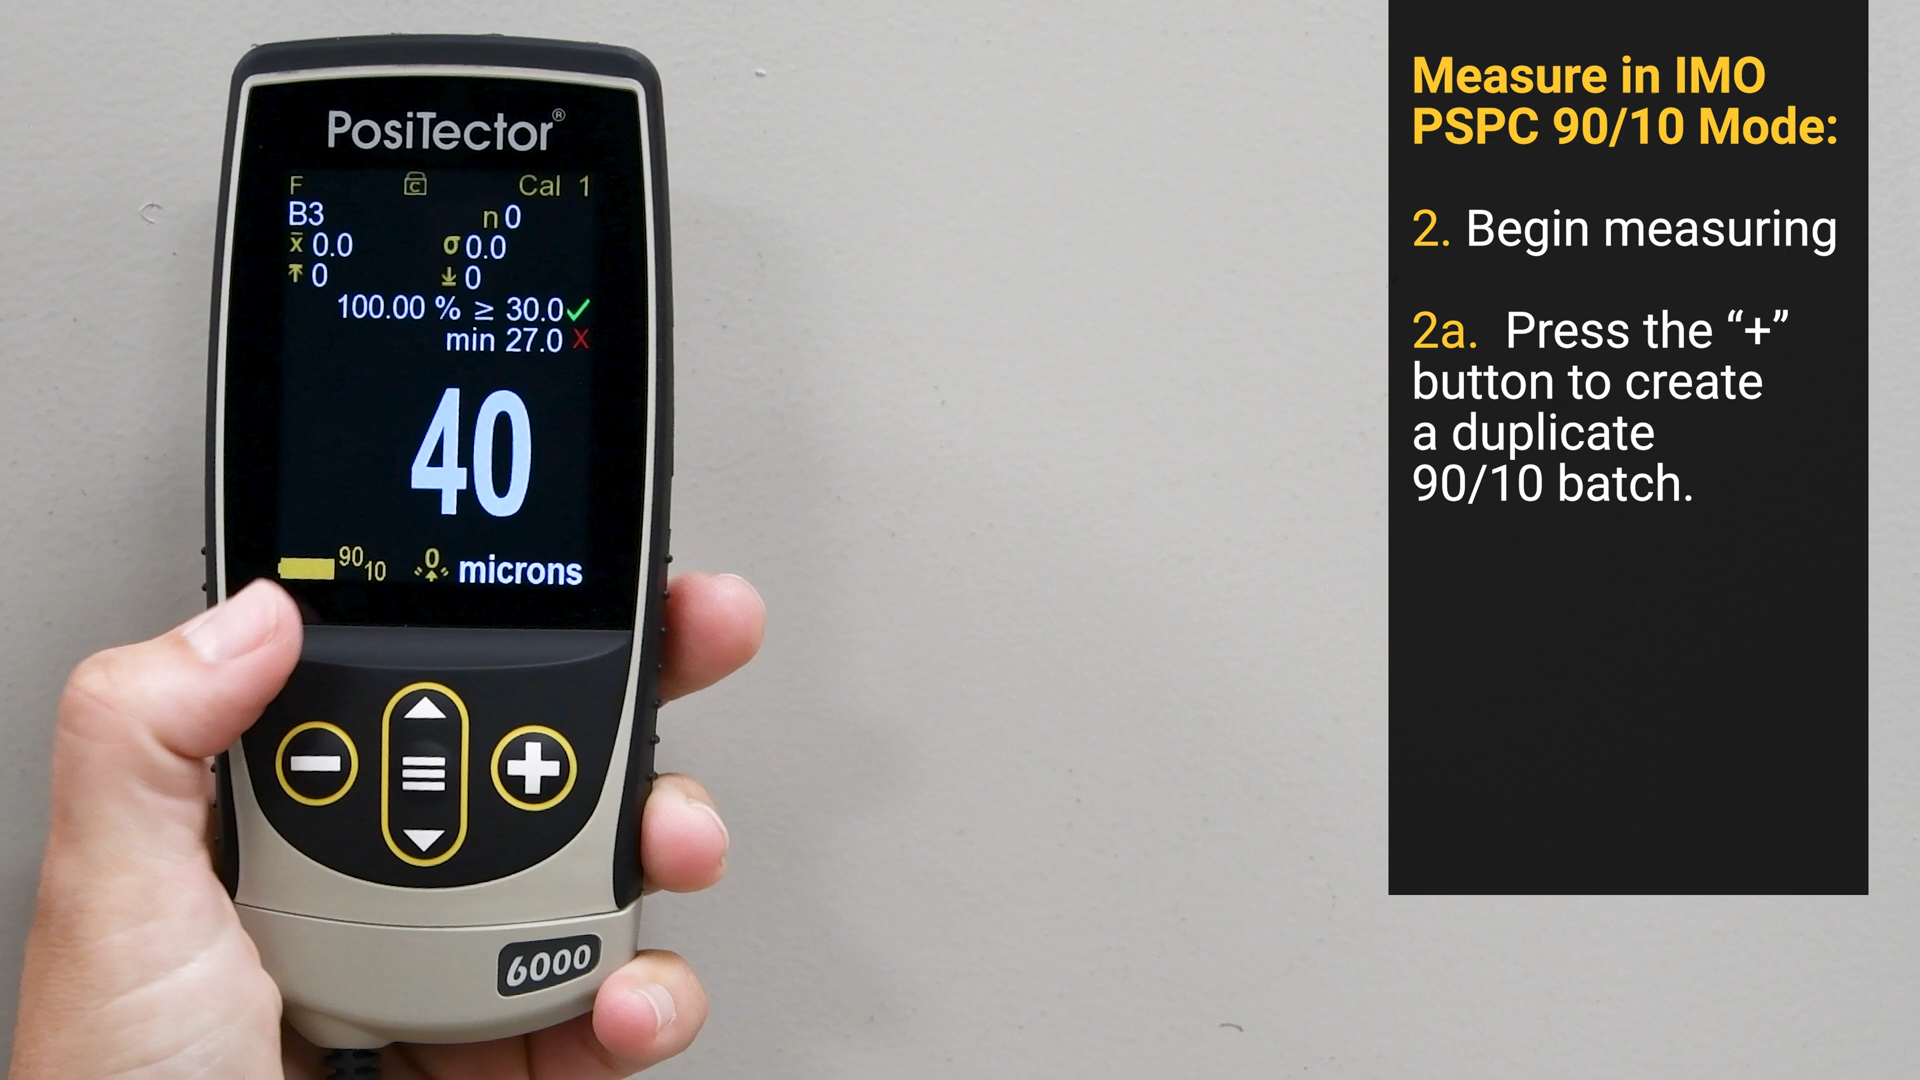 PosiTector®
F C Cal 1
B3 n 0
x̄ 0.0 σ 0.0
0 0
100.00 % ≥ 30.0 ✓
min 27.0 X
40
90/10 0 microns
6000
Measure in IMO
PSPC 90/10 Mode:
2. Begin measuring
2a. Press the “+”
button to create
a duplicate
90/10 batch.